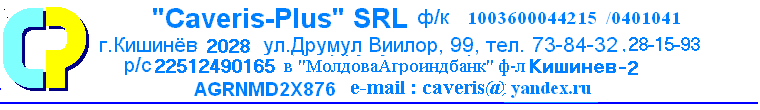 "Caveris-Plus" SRL ф/к 1003600044215 /0401041
г.Кишинёв 2028 ул.Друмул Виилор, 99, тел. 73-84-32,28-15-93
р/с22512490165 в "МолдоваАгроиндбанк" ф-л Кишинев-2
AGRNMD2X876 e-mail : caveris@ yandex.ru